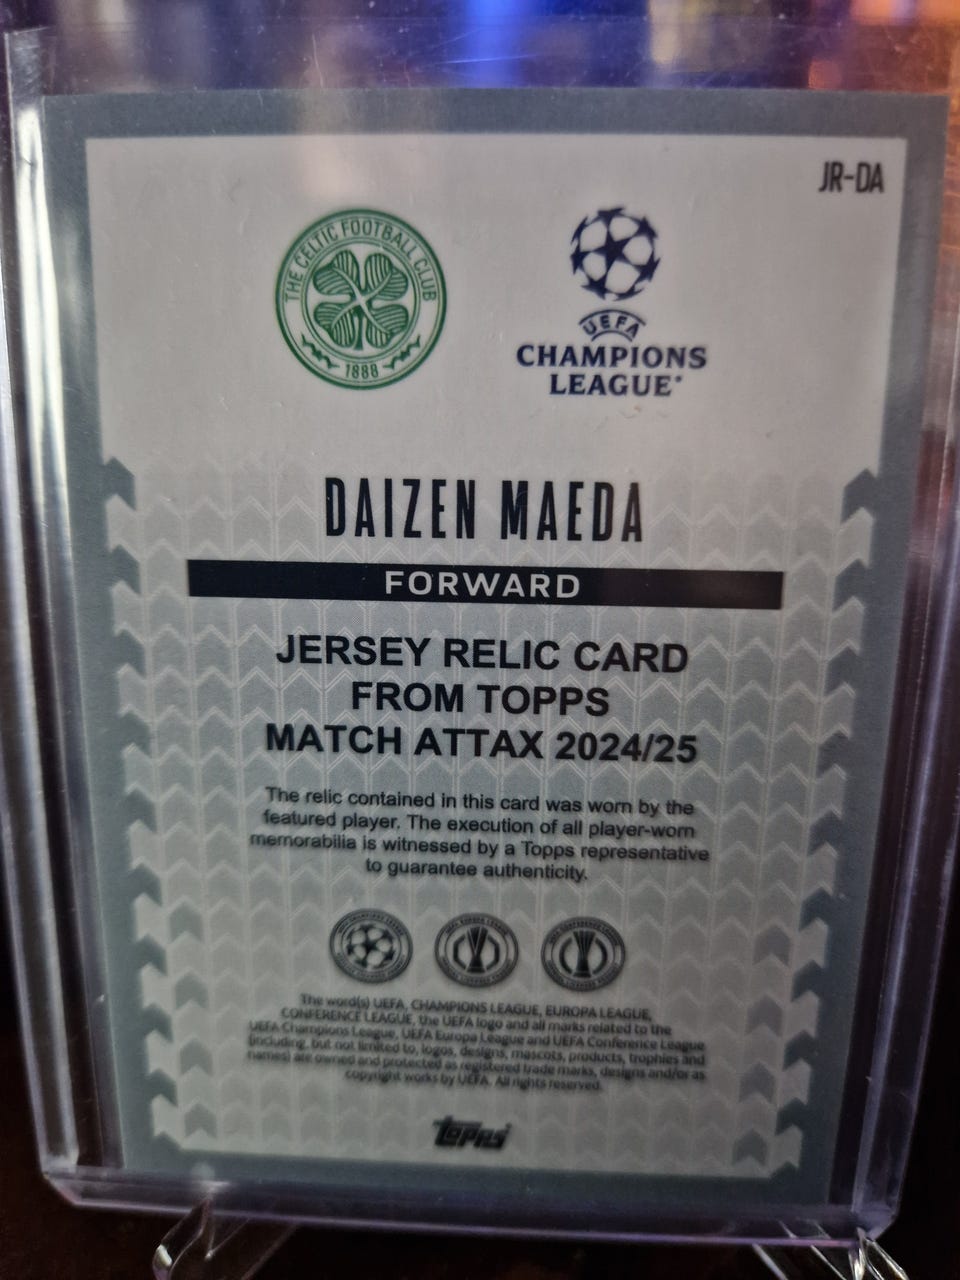 JR-DA
THE CELTIC FOOTBALL CLUB
1888
UEFA
CHAMPIONS
LEAGUE®
DAIZEN MAEDA
FORWARD
JERSEY RELIC CARD
FROM TOPPS
MATCH ATTAX 2024/25
The relic contained in this card was worn by the
featured player. The execution of all player-worn
memorabilia is witnessed by a Topps representative
to guarantee authenticity.
The word(s) UEFA, CHAMPIONS LEAGUE, EUROPA LEAGUE,
CONFERENCE LEAGUE, the UEFA logo and all marks related to the
UEFA Champions League, UEFA Europa League and UEFA Conference League
(including, but not limited to, logos, designs, mascots, products, trophies and
names) are owned and protected as registered trade marks, designs and/or as
copyright works by UEFA. All rights reserved.
Topps